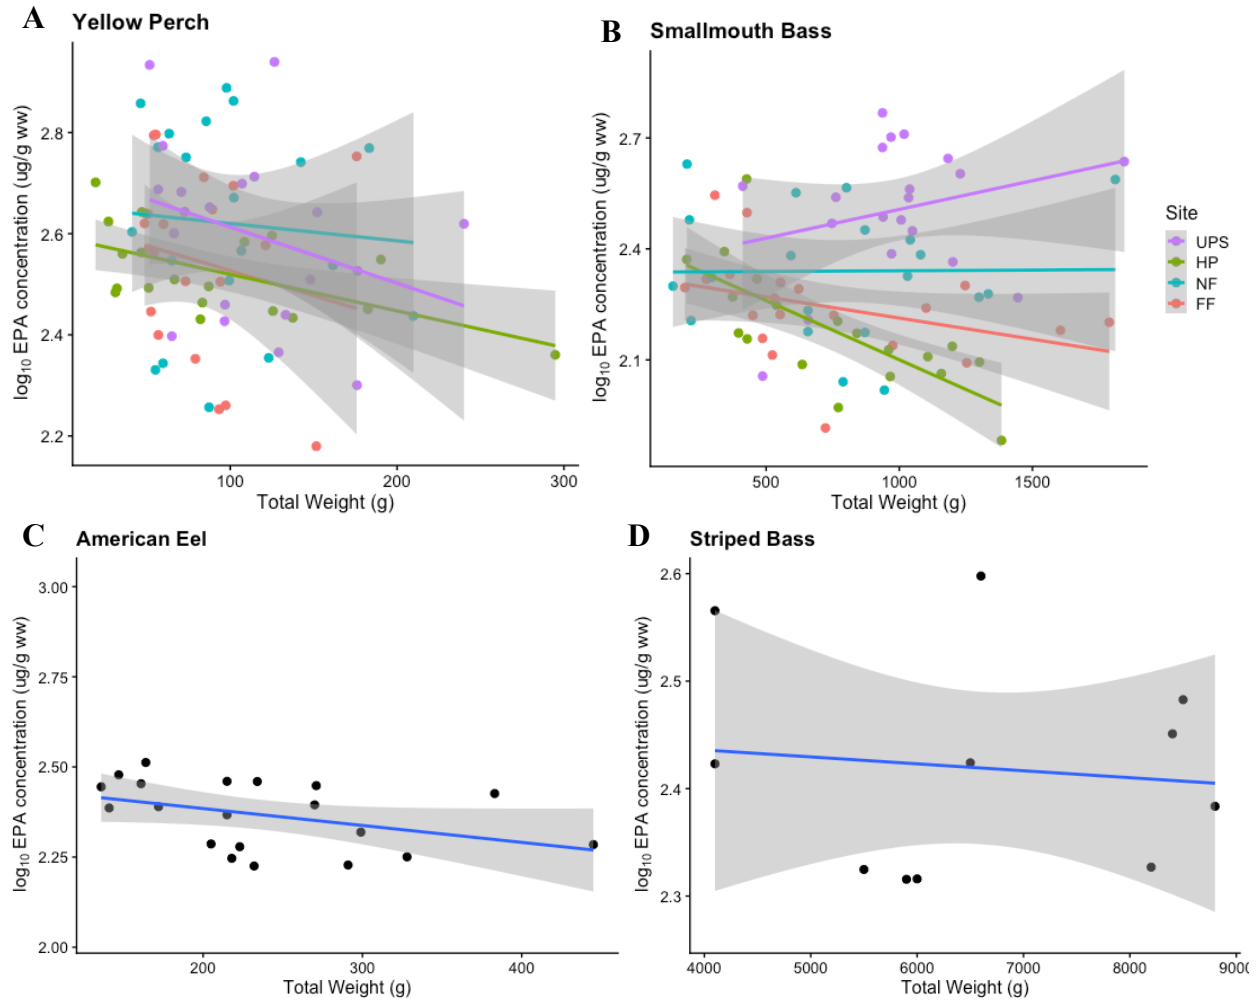 A
Yellow Perch
log10 EPA concentration (ug/g ww)
2.8
2.6
2.4
2.2
100
200
300
Total Weight (g)
B
Smallmouth Bass
log10 EPA concentration (ug/g ww)
2.7
2.4
2.1
500
1000
1500
Total Weight (g)
Site
UPS
HP
NF
FF
C
American Eel
log10 EPA concentration (ug/g ww)
3.00
2.75
2.50
2.25
2.00
200
300
400
Total Weight (g)
D
Striped Bass
log10 EPA concentration (ug/g ww)
2.6
2.5
2.4
2.3
4000
5000
6000
7000
8000
900
Total Weight (g)